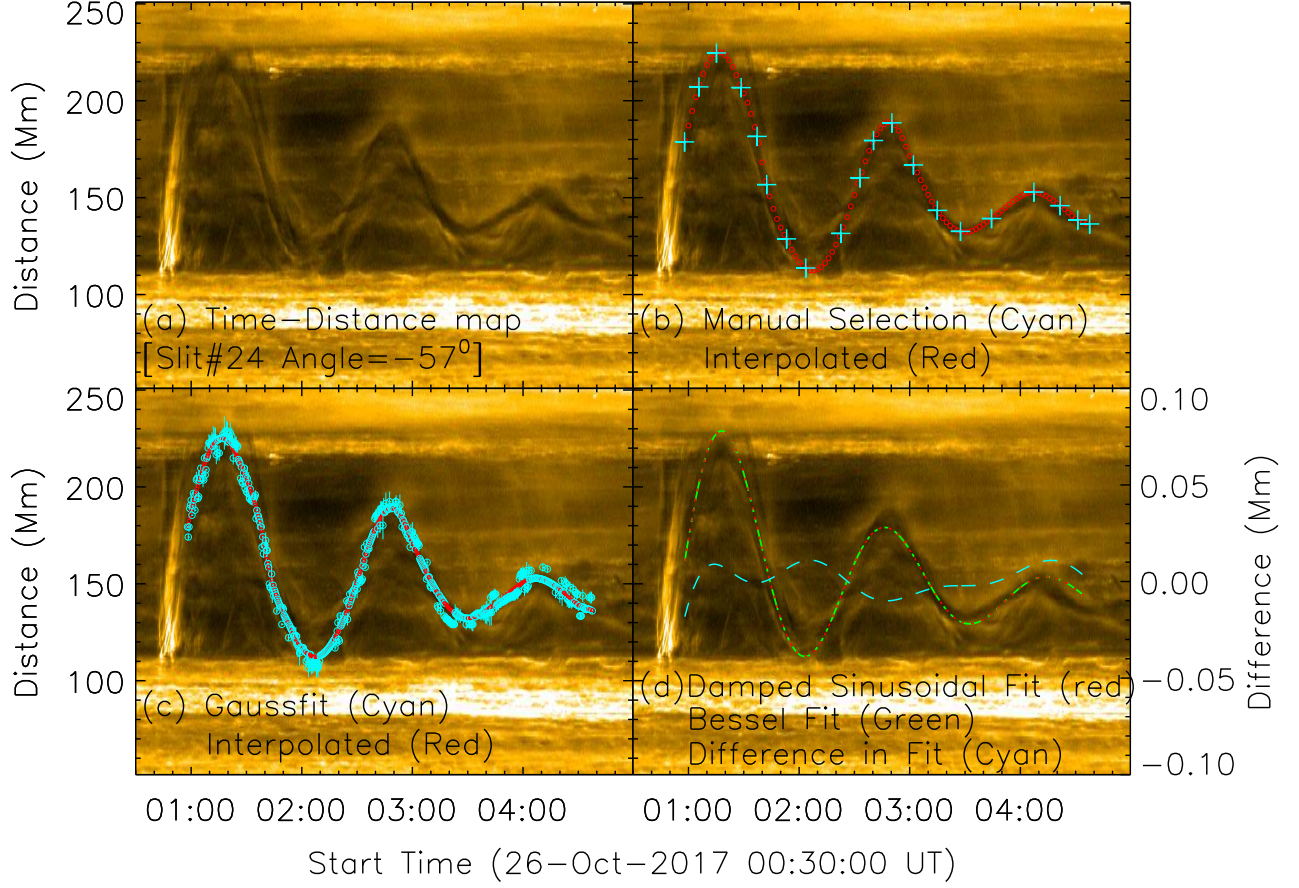 250
200
150
100
Distance (Mm)
(a) Time-Distance map
[Slit#24 Angle=-57⁰]
(b) Manual Selection (Cyan)
Interpolated (Red)
250
200
150
100
Distance (Mm)
(c) Gaussfit (Cyan)
Interpolated (Red)
(d)Damped Sinusoidal Fit (red)
Bessel Fit (Green)
Difference in Fit (Cyan)
0.10
0.05
0.00
-0.05
-0.10
Difference (Mm)
01:00 02:00 03:00 04:00
01:00 02:00 03:00 04:00
Start Time (26-Oct-2017 00:30:00 UT)